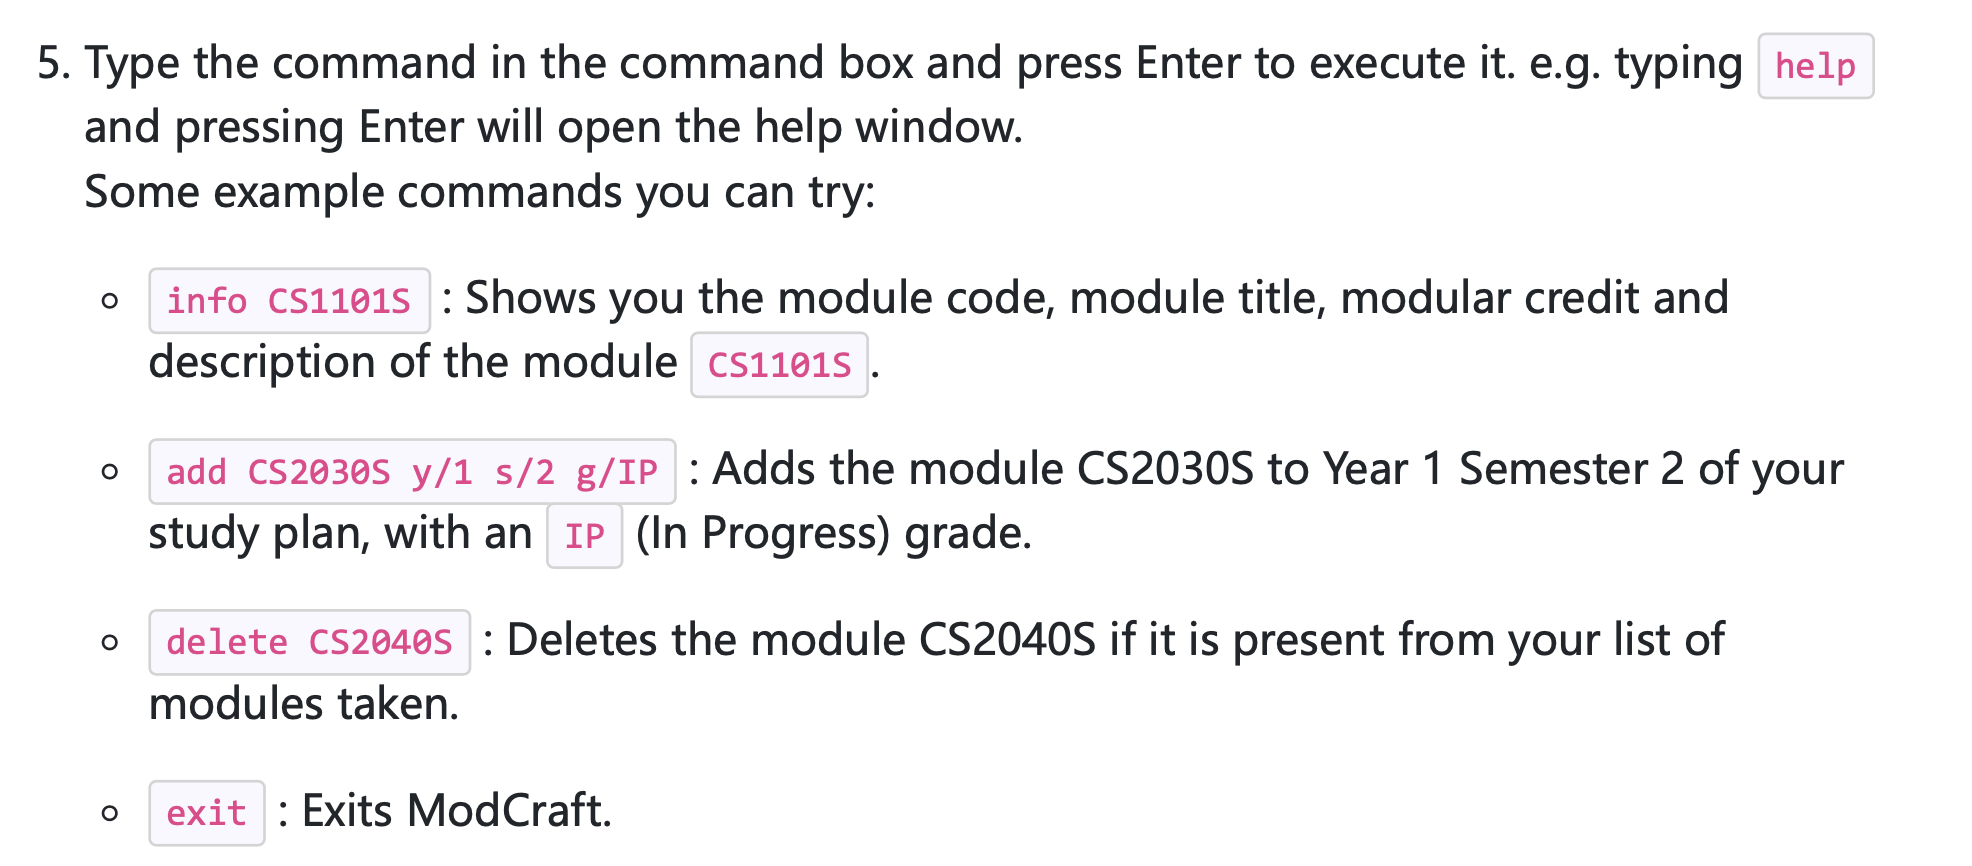 5. Type the command in the command box and press Enter to execute it. e.g. typing help
and pressing Enter will open the help window.
Some example commands you can try:
info CS1101S : Shows you the module code, module title, modular credit and
description of the module CS1101S .
add CS2030S y/1 s/2 g/IP : Adds the module CS2030S to Year 1 Semester 2 of your
study plan, with an IP (In Progress) grade.
delete CS2040S : Deletes the module CS2040S if it is present from your list of
modules taken.
exit : Exits ModCraft.